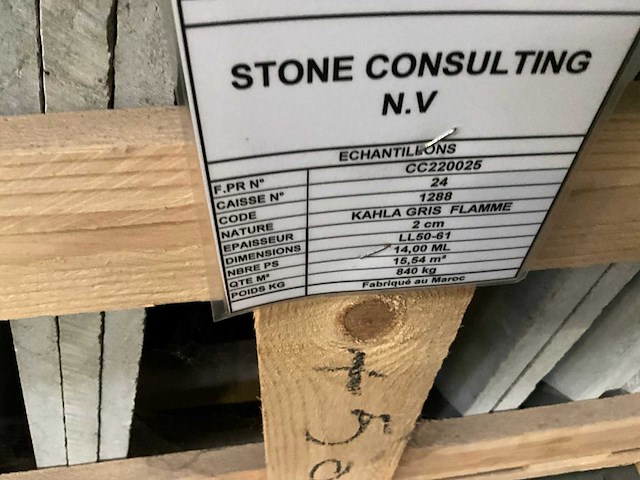 STONE CONSULTING
N.V
ECHANTILLONS
F.PR N° CC220025
CAISSE N° 24
CODE 1288
NATURE KAHLA GRIS FLAMME
EPAISSEUR 2 cm
DIMENSIONS LL50-61
NBRE PS 14,00 ML
QTE M² 15,54 m²
POIDS KG 840 kg
Fabriqué au Maroc
+50